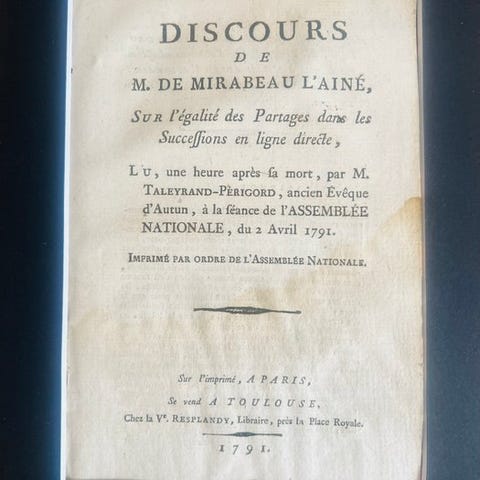 DISCOURS
DE
M. DE MIRABEAU L'AINÉ,
SUR l'égalité des Partages dans les
Succeſſions en ligne directe,
LU, une heure après ſa mort, par M.
TALEYRAND-PÈRIGORD, ancien Évêque
d'Autun, à la ſéance de l'ASSEMBLÉE
NATIONALE, du 2 Avril 1791.
IMPRIMÉ PAR ORDRE DE L'ASSEMBLÉE NATIONALE.
Sur l'imprimé, A PARIS,
Se vend A TOULOUSE,
Chez la Ve. RESPLANDY, Libraire, près la Place Royale.
1791.